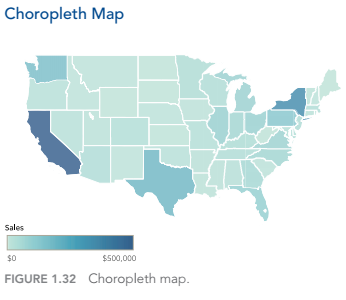 Choropleth Map
Sales
$0 $500,000
FIGURE 1.32 Choropleth map.